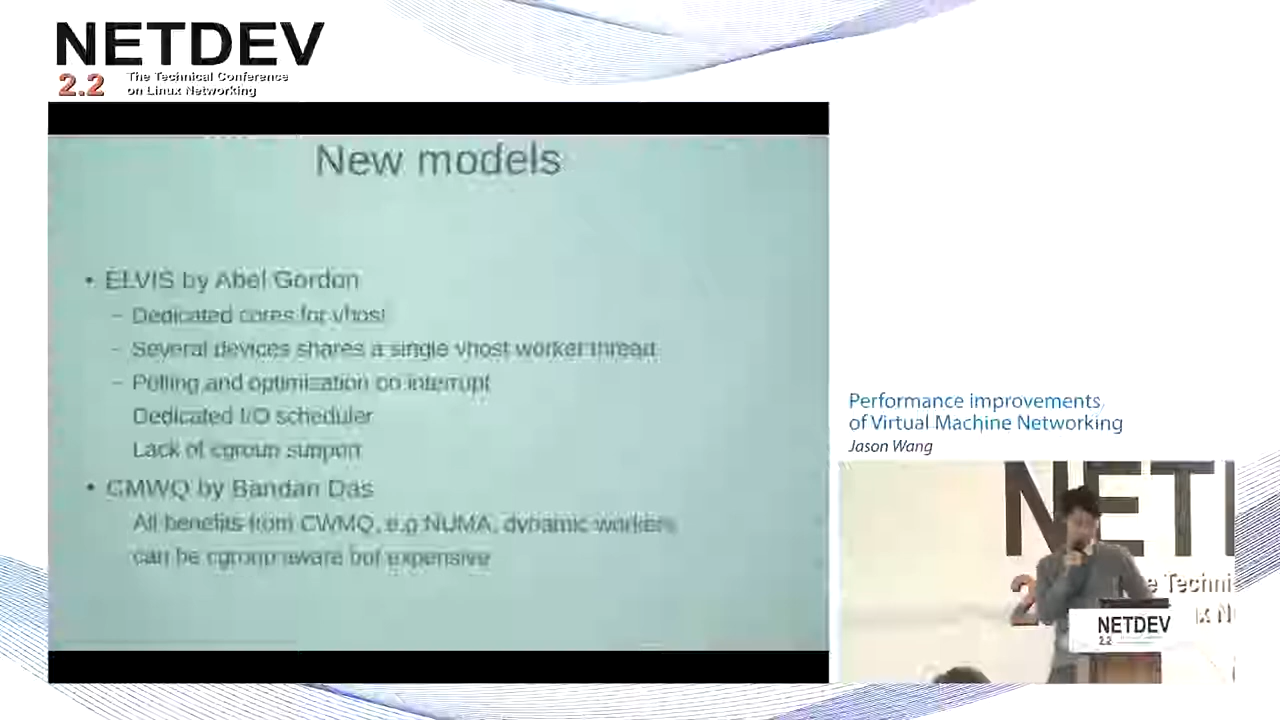 NETDEV
2.2 The Technical Conference
on Linux Networking
New models
• ELVIS by Abel Gordon
– Dedicated cores for vhost
– Several devices shares a single vhost worker thread
– Polling and optimization on interrupt
Dedicated I/O scheduler
Lack of cgroup support
• CMWQ by Bandan Das
All benefits from CWMQ, e.g NUMA, dynamic workers
can be cgroup aware but expensive
Performance improvements
of Virtual Machine Networking
Jason Wang
NETDEV
2.2